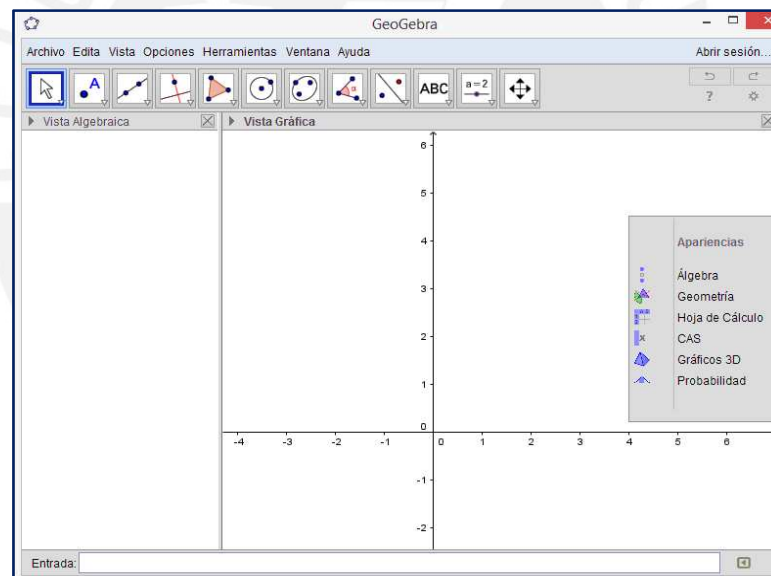 GeoGebra
Archivo Edita Vista Opciones Herramientas Ventana Ayuda
Abrir sesión...
A
α
ABC
a=2
?
Vista Algebraica
Vista Gráfica
6
5
4
3
2
1
0
-4 -3 -2 -1 0 1 2 3 4 5 6
-1
-2
Apariencias
Álgebra
Geometría
Hoja de Cálculo
x CAS
Gráficos 3D
Probabilidad
Entrada: